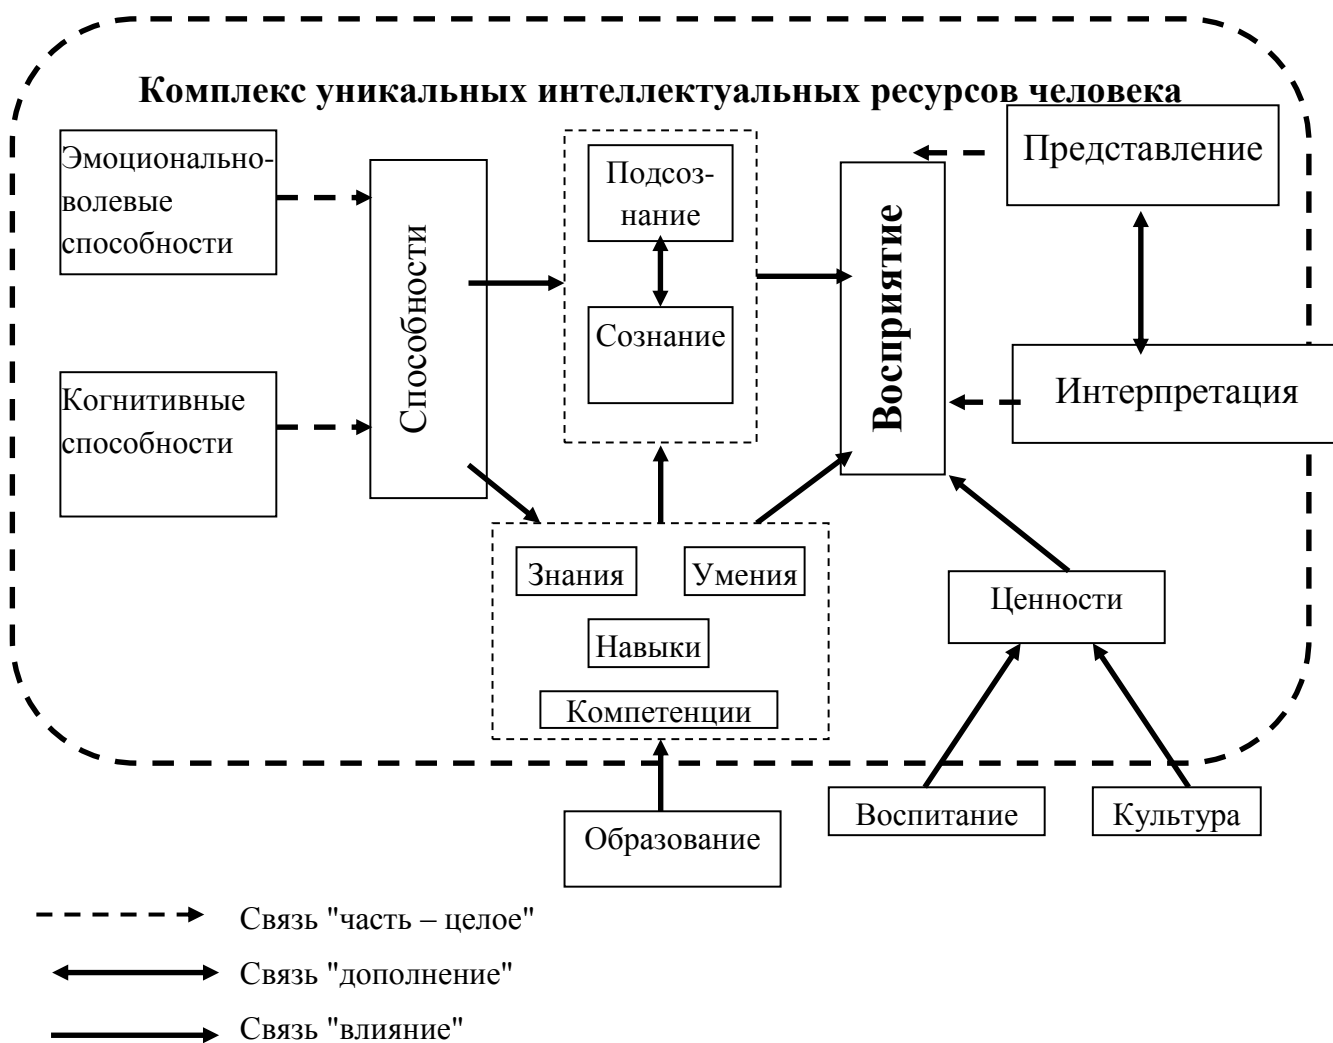 Комплекс уникальных интеллектуальных ресурсов человека
Эмоционально-
волевые
способности
Когнитивные
способности
Способности
Подсоз-
нание
Сознание
Восприятие
Представление
Интерпретация
Знания
Умения
Навыки
Компетенции
Ценности
Образование
Воспитание
Культура
Связь "часть – целое"
Связь "дополнение"
Связь "влияние"